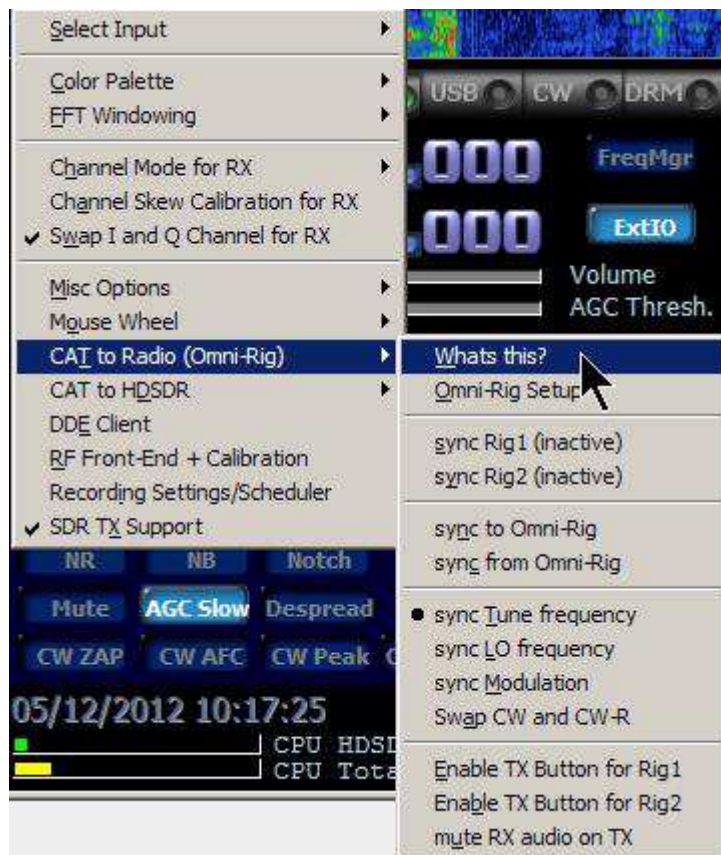 Select Input
Color Palette
FFT Windowing
Channel Mode for RX
Channel Skew Calibration for RX
Swap I and Q Channel for RX
Misc Options
Mouse Wheel
CAT to Radio (Omni-Rig)
CAT to HDSDR
DDE Client
RF Front-End + Calibration
Recording Settings/Scheduler
SDR TX Support
USB CW DRM
000 FreqMgr
000 ExtIO
Volume
AGC Thresh.
Whats this?
Omni-Rig Setup
sync Rig1 (inactive)
sync Rig2 (inactive)
sync to Omni-Rig
sync from Omni-Rig
sync Tune frequency
sync LO frequency
sync Modulation
Swap CW and CW-R
Enable TX Button for Rig1
Enable TX Button for Rig2
mute RX audio on TX
NR NB Notch
Mute AGC Slow Despread
CW ZAP CW AFC CW Peak
05/12/2012 10:17:25
CPU
CPU